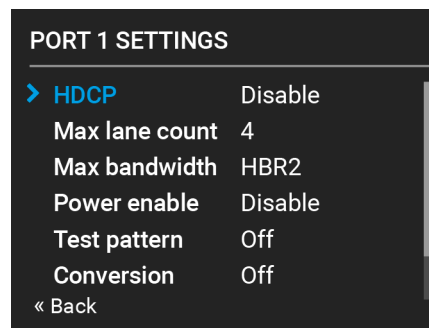 PORT 1 SETTINGS
HDCP Disable
Max lane count 4
Max bandwidth HBR2
Power enable Disable
Test pattern Off
Conversion Off
« Back